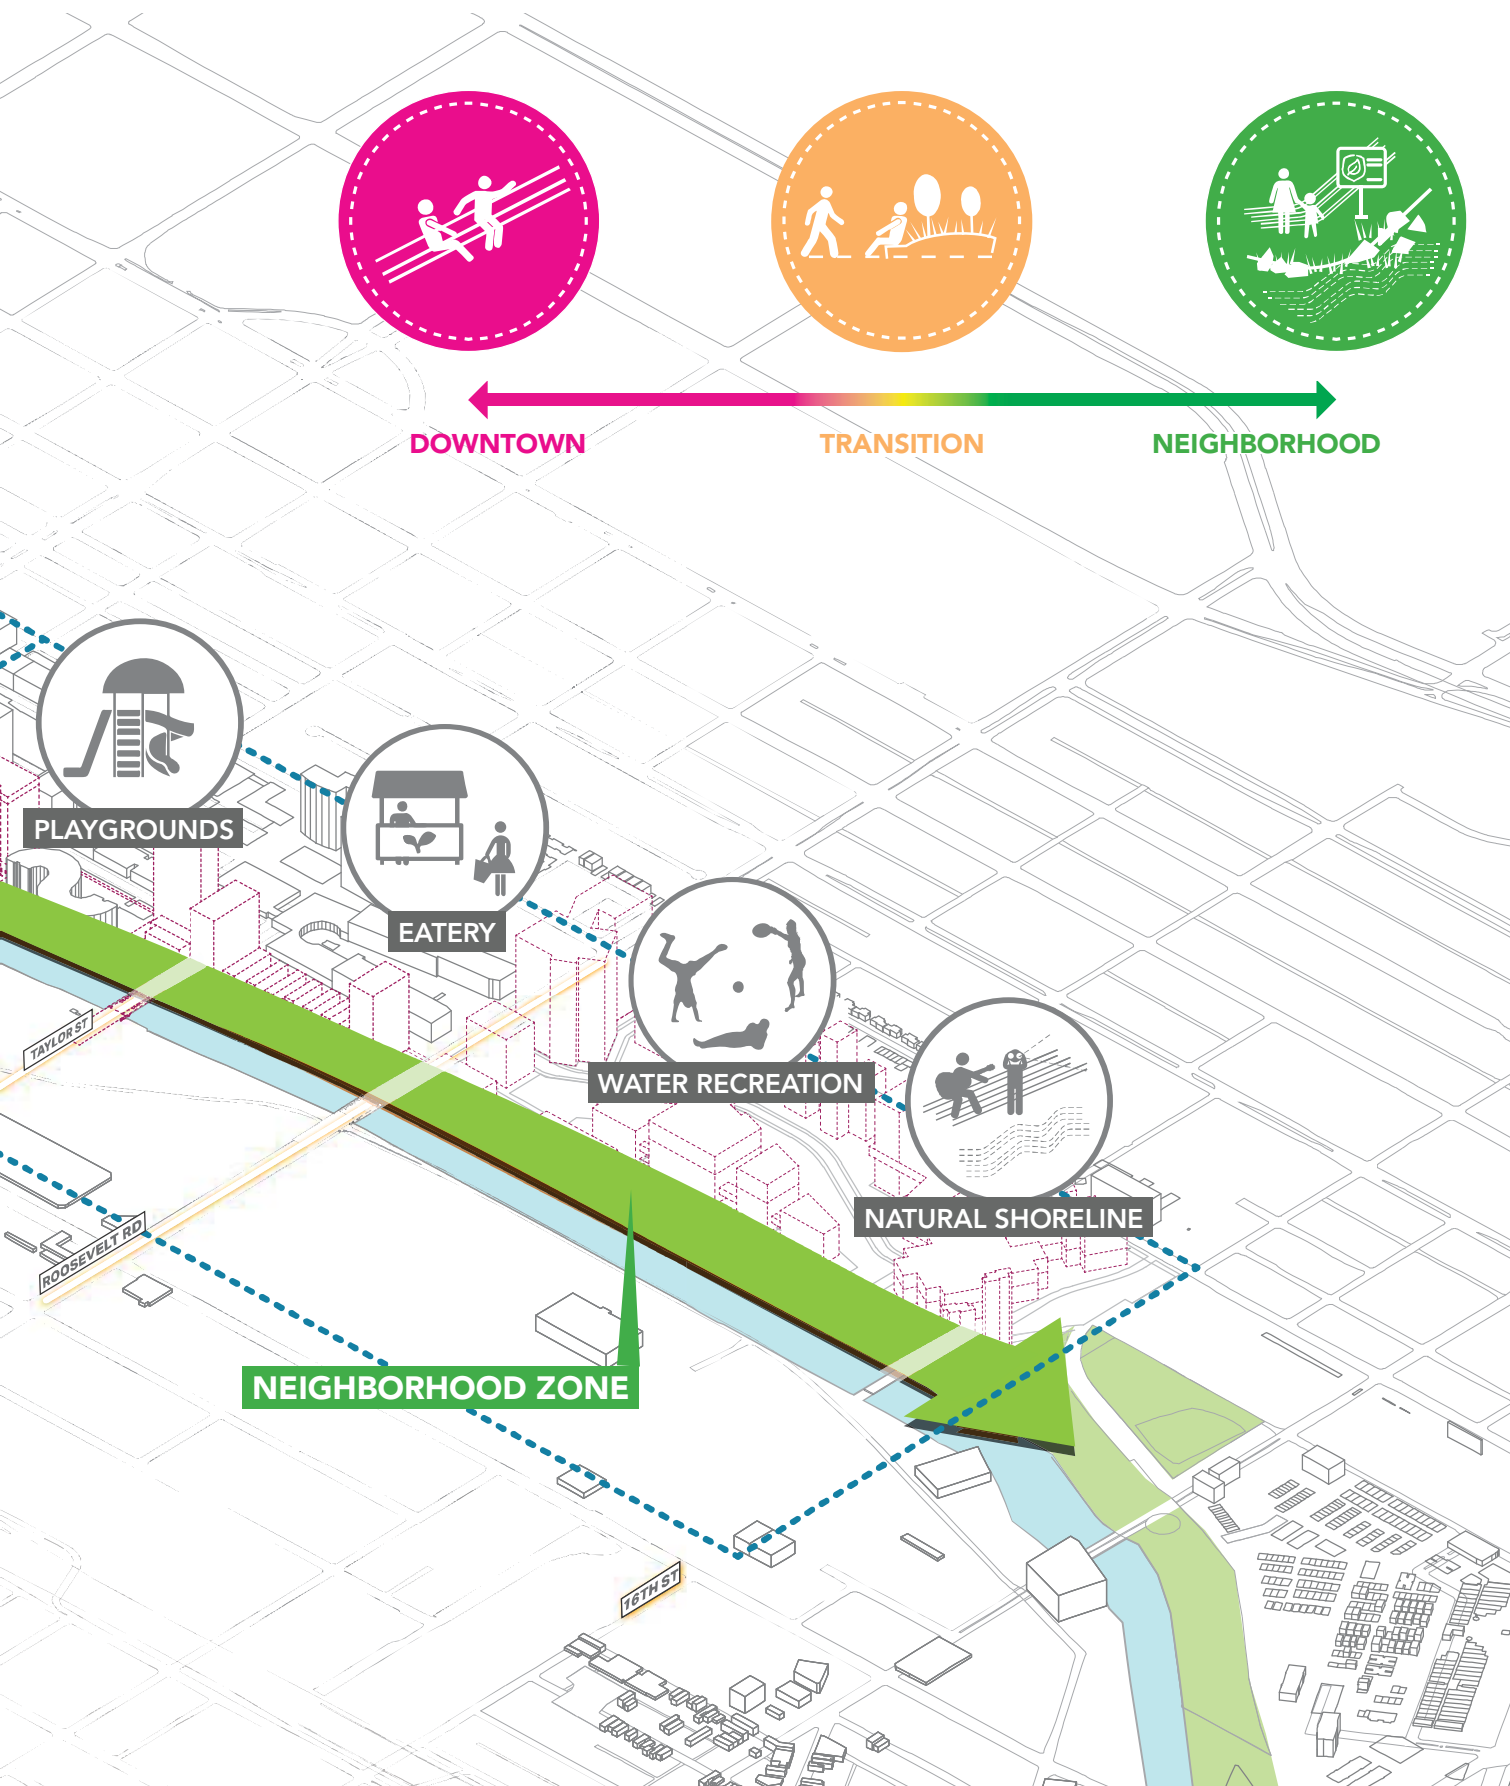 DOWNTOWN
TRANSITION
NEIGHBORHOOD
PLAYGROUNDS
EATERY
WATER RECREATION
NATURAL SHORELINE
TAYLOR ST
ROOSEVELT RD
NEIGHBORHOOD ZONE
16TH ST